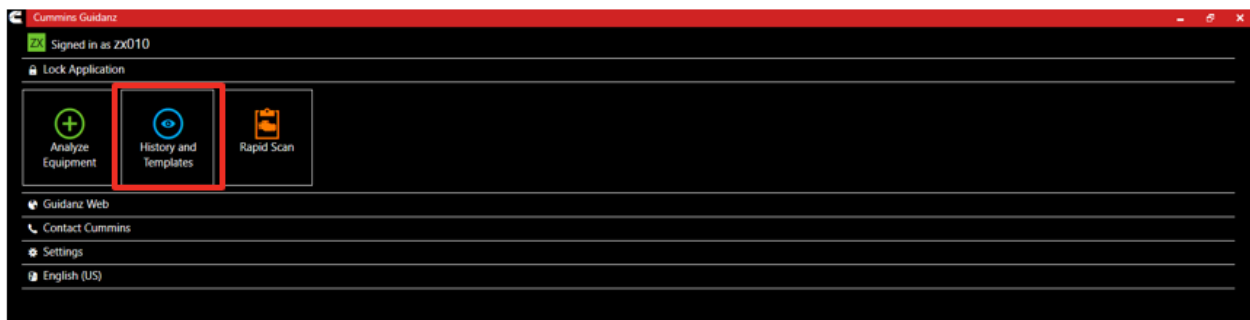 Cummins Guidanz
ZX Signed in as zx010
Lock Application
Analyze
Equipment
History and
Templates
Rapid Scan
Guidanz Web
Contact Cummins
Settings
English (US)